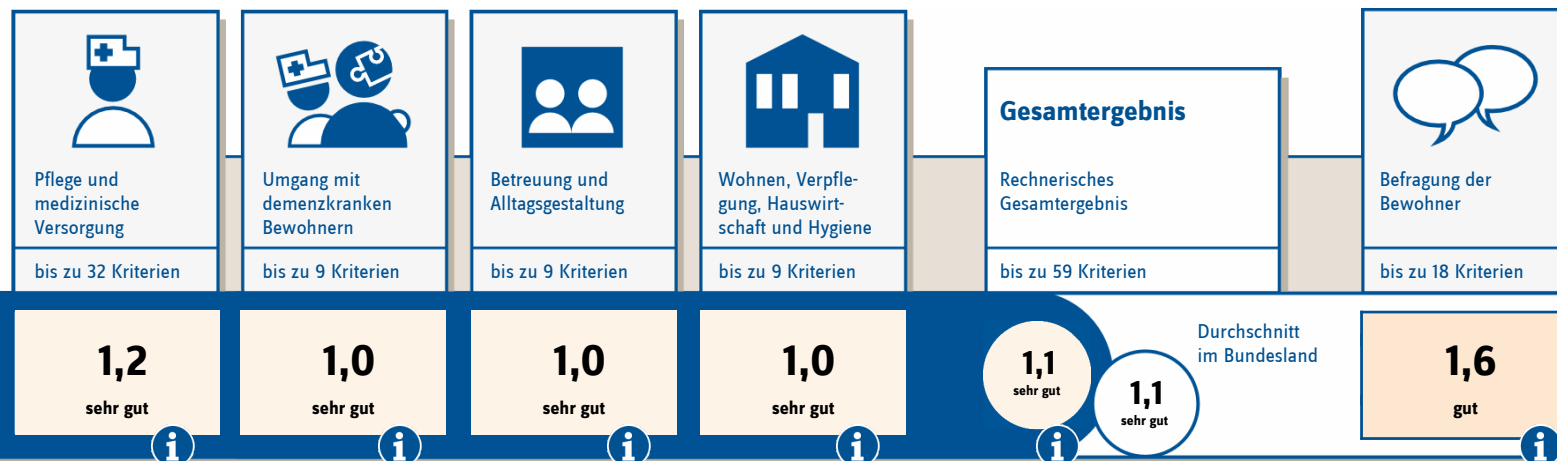 Pflege und
medizinische
Versorgung
bis zu 32 Kriterien
1,2
sehr gut
i
Umgang mit
demenzkranken
Bewohnern
bis zu 9 Kriterien
1,0
sehr gut
i
Betreuung und
Alltagsgestaltung
bis zu 9 Kriterien
1,0
sehr gut
i
Wohnen, Verpfle-
gung, Hauswirt-
schaft und Hygiene
bis zu 9 Kriterien
1,0
sehr gut
i
Gesamtergebnis
Rechnerisches
Gesamtergebnis
bis zu 59 Kriterien
1,1
sehr gut
i
Durchschnitt
im Bundesland
1,1
sehr gut
Befragung der
Bewohner
bis zu 18 Kriterien
1,6
gut
i